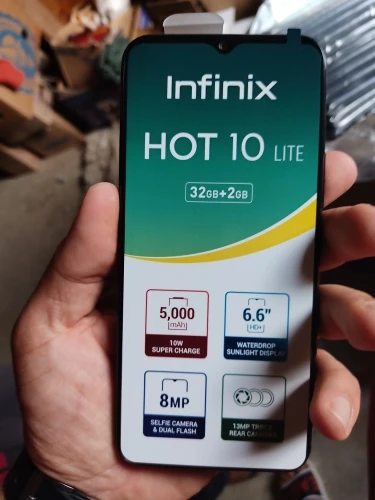 Infinix
HOT 10 LITE
32GB+2GB
5,000
[mAh]
10W
SUPER CHARGE
6.6"
[HD+]
WATERDROP
SUNLIGHT DISPLAY
8MP
SELFIE CAMERA
& DUAL FLASH
13MP TRIPLE
REAR CAMERA